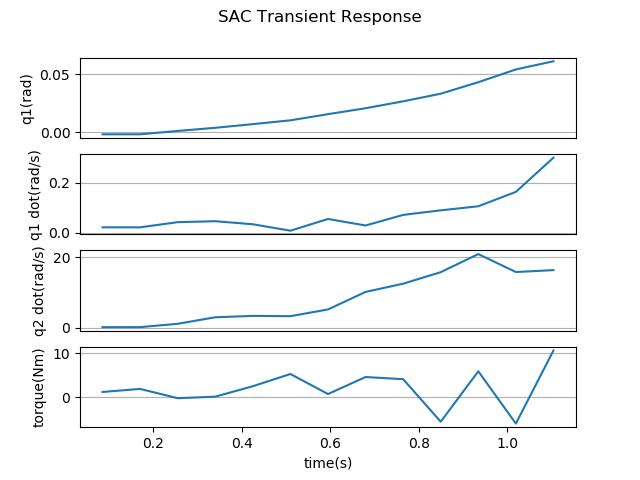 SAC Transient Response
0.05
0.00
q1(rad)
0.2
0.0
q1 dot(rad/s)
20
0
q2 dot(rad/s)
10
0
torque(Nm)
0.2 0.4 0.6 0.8 1.0
time(s)